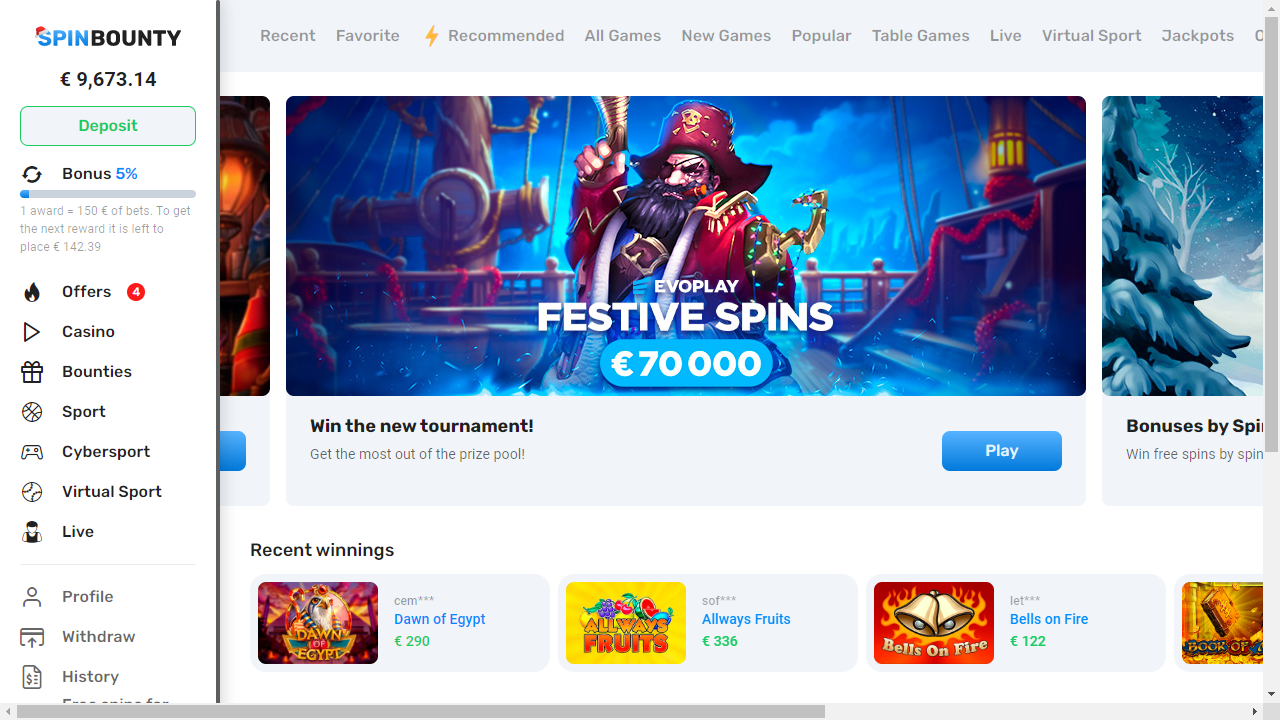 SPINBOUNTY
€ 9,673.14
Deposit
Bonus 5%
1 award = 150 € of bets. To get
the next reward it is left to
place € 142.39
Offers 4
Casino
Bounties
Sport
Cybersport
Virtual Sport
Live
Profile
Withdraw
History
Free spins for
Recent Favorite Recommended All Games New Games Popular Table Games Live Virtual Sport Jackpots
EVOPLAY
FESTIVE SPINS
€ 70 000
Win the new tournament!
Get the most out of the prize pool!
Play
Bonuses by Spi
Win free spins by spin
Recent winnings
DAWN
OF
EGYPT
cem***
Dawn of Egypt
€ 290
ALLWAYS
FRUITS
sof***
Allways Fruits
€ 336
Bells On Fire
let***
Bells on Fire
€ 122
BOOK OF